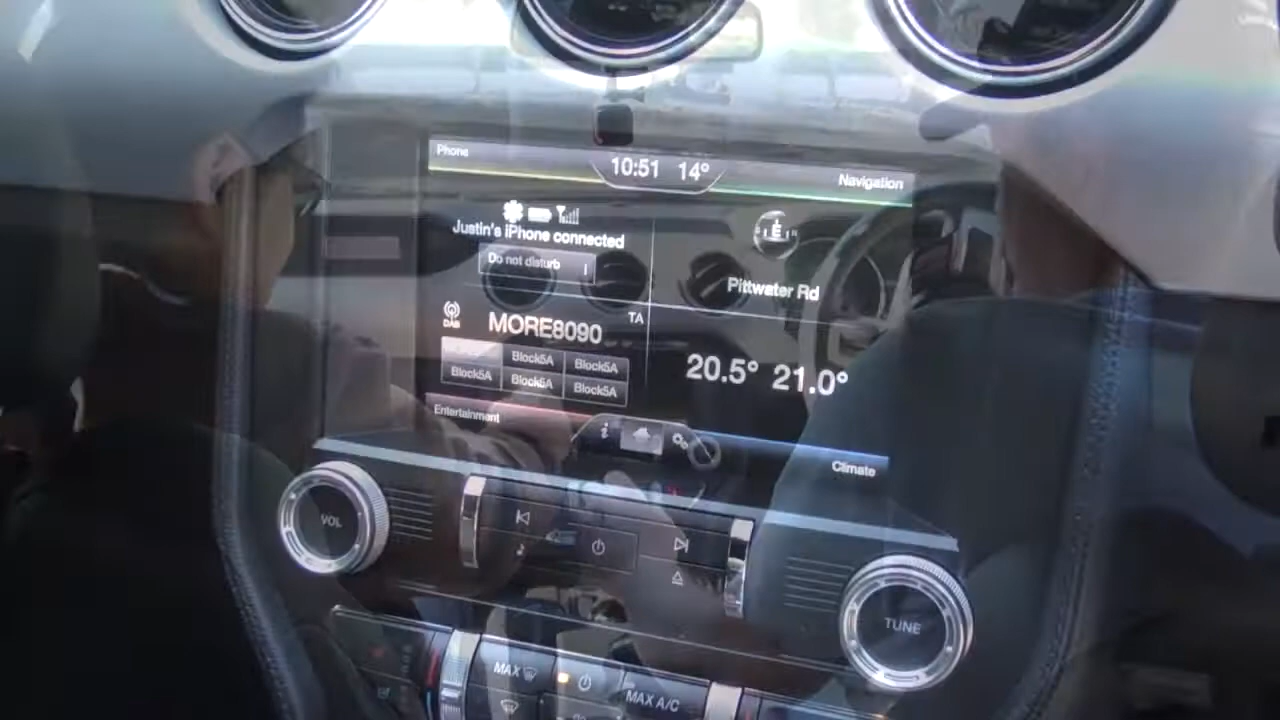 Phone
10:51 14°
Navigation
Justin's iPhone connected
Do not disturb
E
Pittwater Rd
DAB
MORE8090
TA
Block5A
Block5A
Block5A
Block5A
Block5A
20.5° 21.0°
Entertainment
i
Climate
VOL
TUNE
MAX
MAX A/C